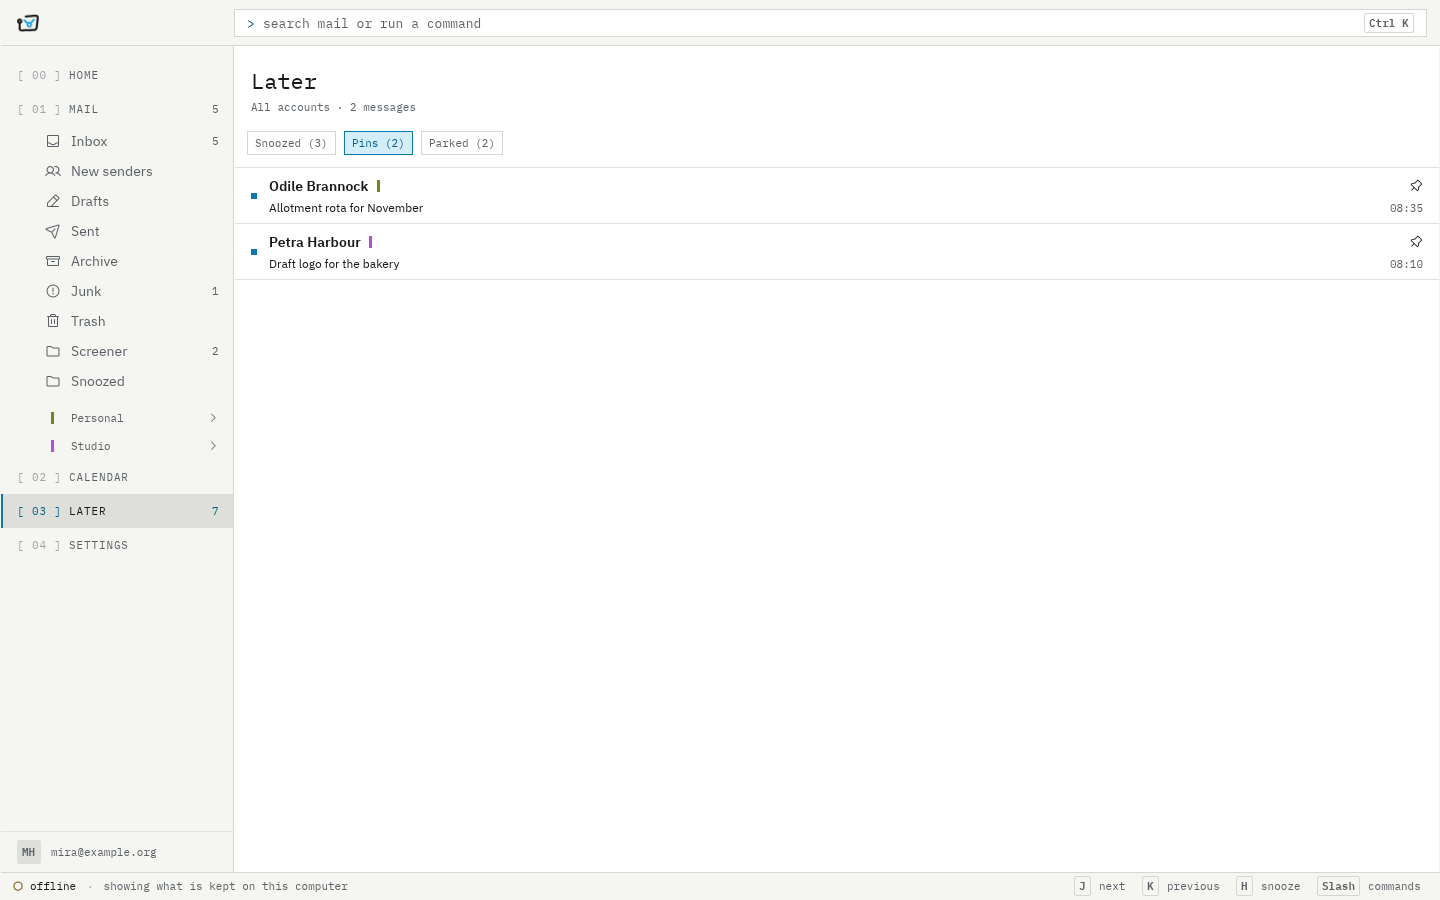 > search mail or run a command Ctrl K
[ 00 ] HOME
[ 01 ] MAIL 5
Inbox 5
New senders
Drafts
Sent
Archive
Junk 1
Trash
Screener 2
Snoozed
Personal
Studio
[ 02 ] CALENDAR
[ 03 ] LATER 7
[ 04 ] SETTINGS
MH mira@example.org
Later
All accounts · 2 messages
Snoozed (3) Pins (2) Parked (2)
Odile Brannock
Allotment rota for November 08:35
Petra Harbour
Draft logo for the bakery 08:10
offline · showing what is kept on this computer J next K previous H snooze Slash commands